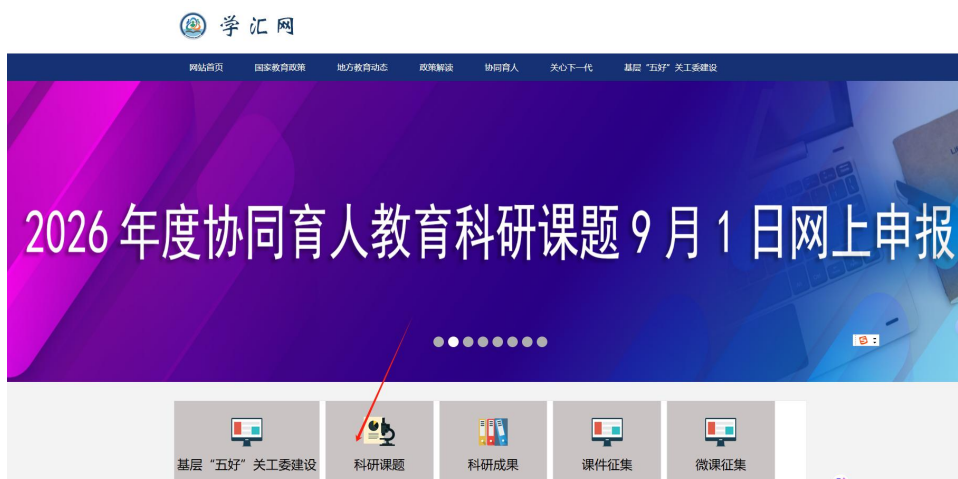 学汇网
网站首页 国家教育政策 地方教育动态 政策解读 协同育人 关心下一代 基层“五好”关工委建设
2026年度协同育人教育科研课题9月1日网上申报
基层“五好”关工委建设 科研课题 科研成果 课件征集 微课征集